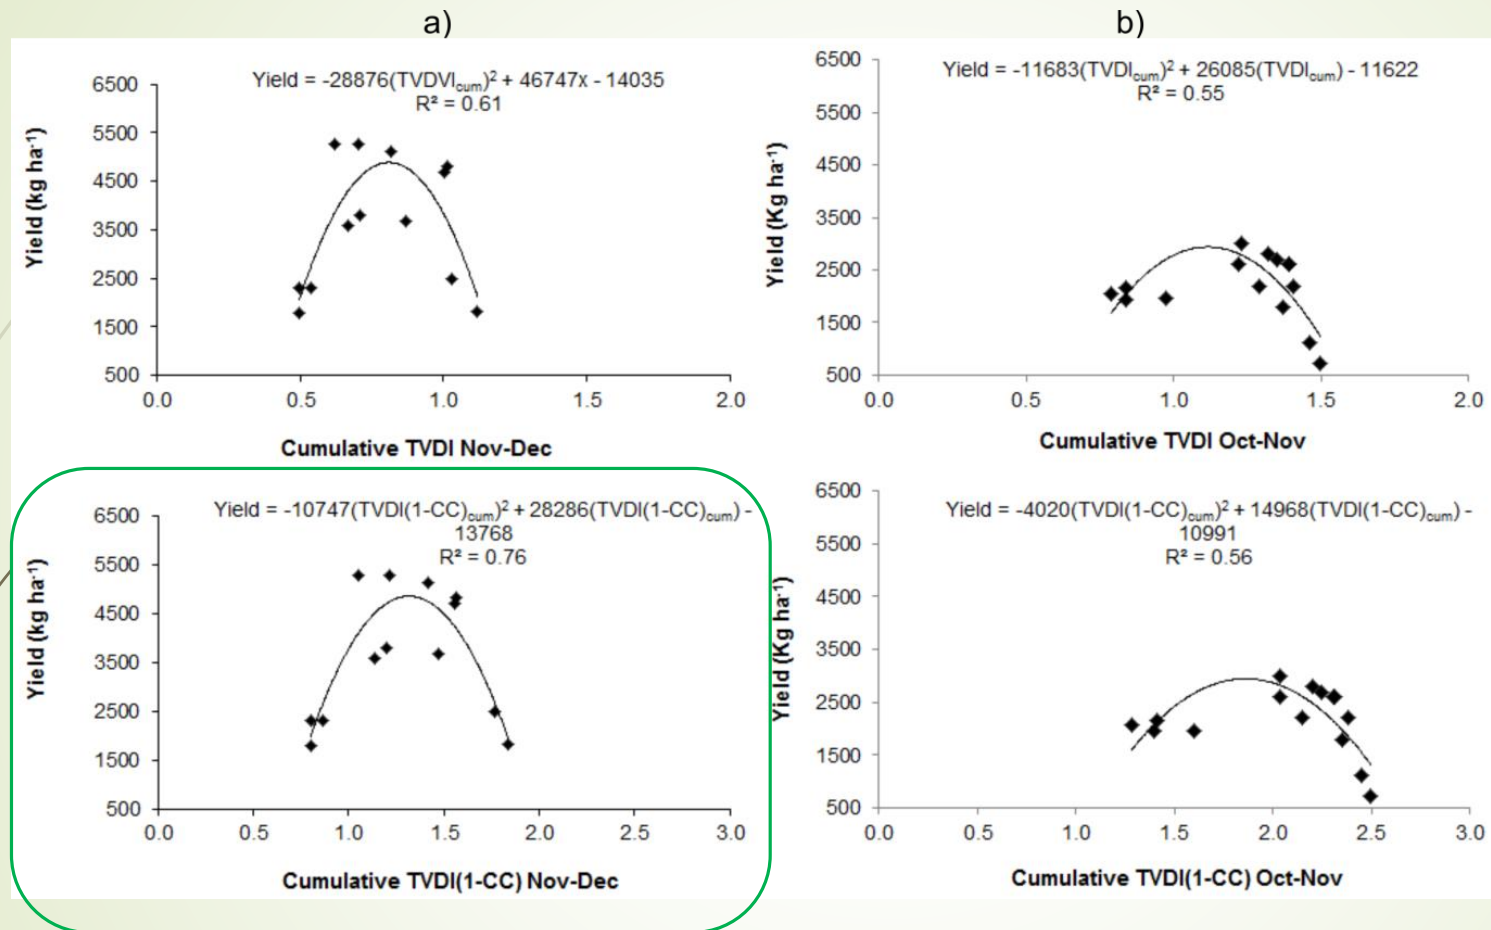 a)
Yield = -28876(TVDVI_cum)² + 46747x - 14035
R² = 0.61
Yield (kg ha⁻¹)
6500
5500
4500
3500
2500
1500
500
0.0 0.5 1.0 1.5 2.0
Cumulative TVDI Nov-Dec
b)
Yield = -11683(TVDI_cum)² + 26085(TVDI_cum) - 11622
R² = 0.55
Yield (Kg ha⁻¹)
6500
5500
4500
3500
2500
1500
500
0.0 0.5 1.0 1.5 2.0
Cumulative TVDI Oct-Nov
Yield = -10747(TVDI(1-CC)_cum)² + 28286(TVDI(1-CC)_cum) -
13768
R² = 0.76
Yield (kg ha⁻¹)
6500
5500
4500
3500
2500
1500
500
0.0 0.5 1.0 1.5 2.0 2.5 3.0
Cumulative TVDI(1-CC) Nov-Dec
Yield = -4020(TVDI(1-CC)_cum)² + 14968(TVDI(1-CC)_cum) -
10991
R² = 0.56
Yield (Kg ha⁻¹)
6500
5500
4500
3500
2500
1500
500
0.0 0.5 1.0 1.5 2.0 2.5 3.0
Cumulative TVDI(1-CC) Oct-Nov